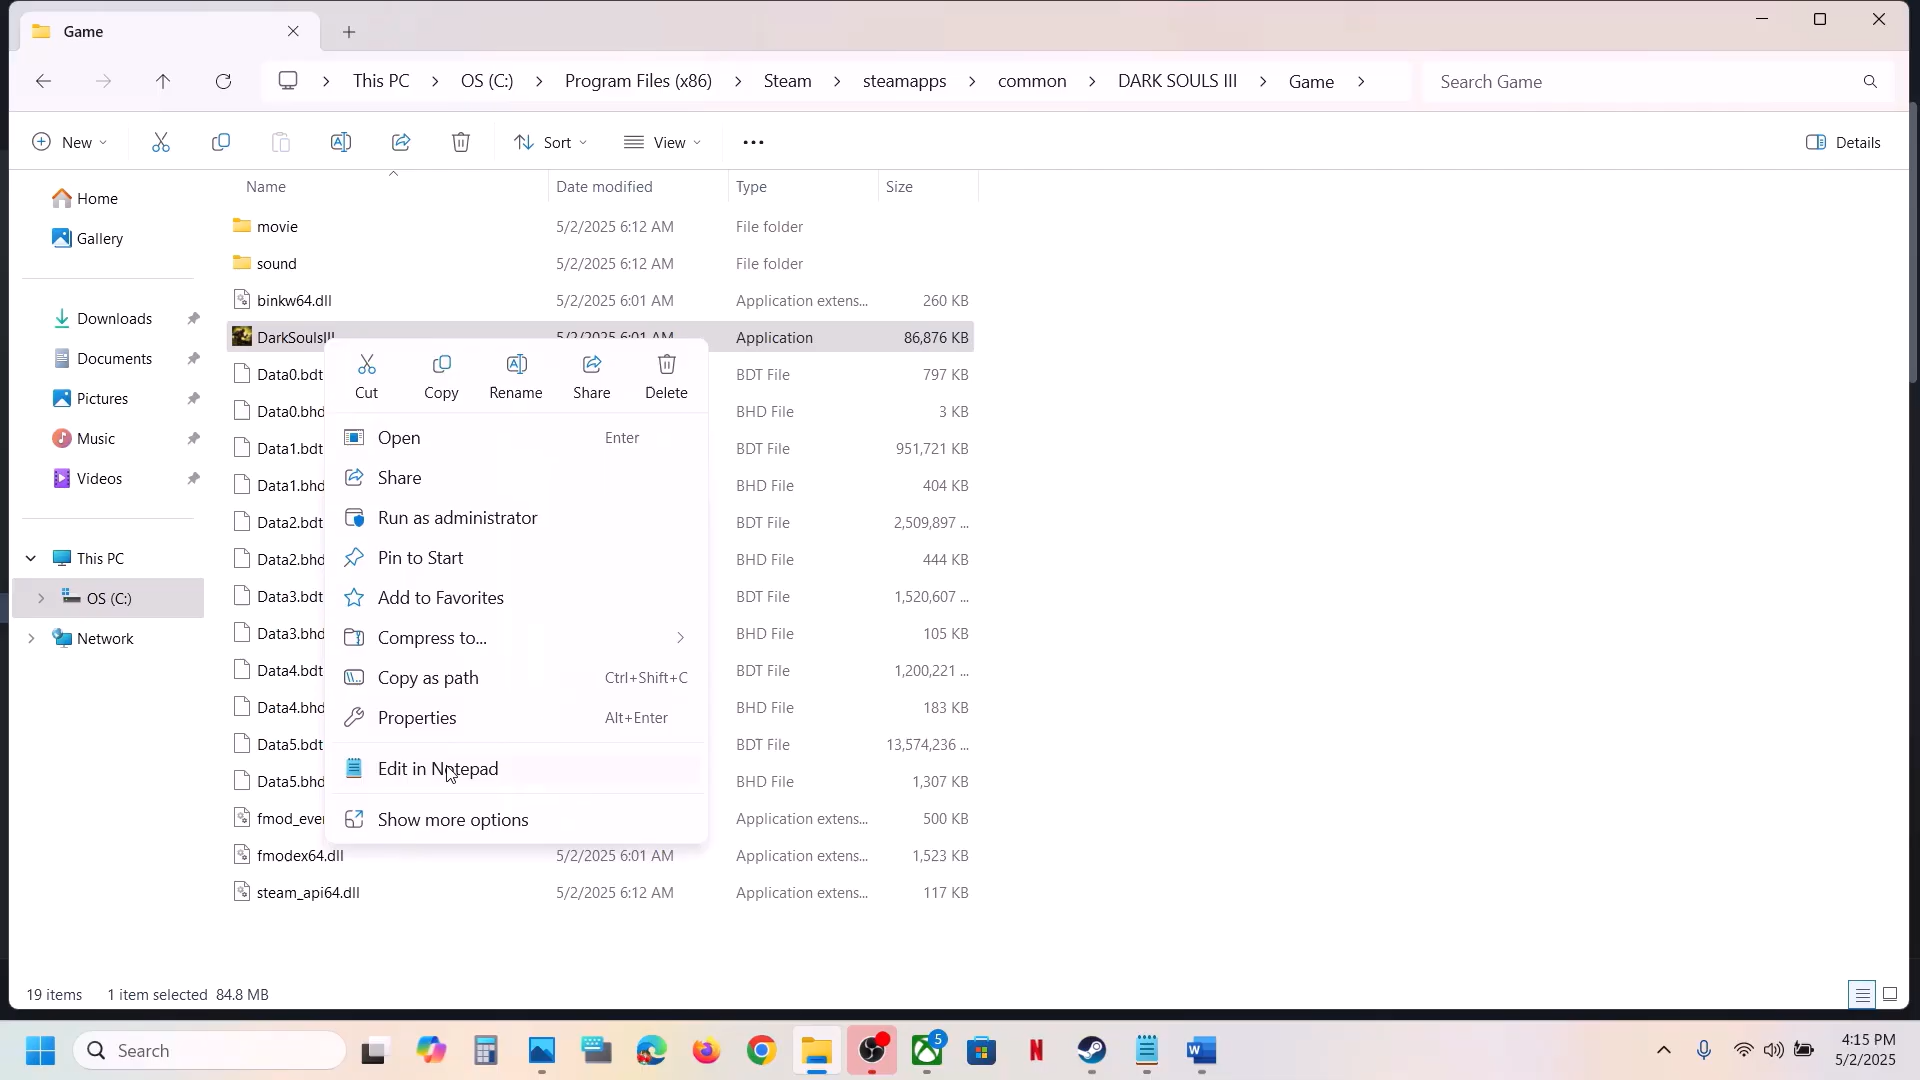 Game
This PC > OS (C:) > Program Files (x86) > Steam > steamapps > common > DARK SOULS III > Game >
Search Game
New
Sort
View
Details
Name Date modified Type Size
Home
Gallery
Downloads
Documents
Pictures
Music
Videos
This PC
OS (C:)
Network
movie 5/2/2025 6:12 AM File folder
sound 5/2/2025 6:12 AM File folder
binkw64.dll 5/2/2025 6:01 AM Application extens... 260 KB
DarkSoulsIII 5/2/2025 6:01 AM Application 86,876 KB
Data0.bdt BDT File 797 KB
Data0.bhd BHD File 3 KB
Data1.bdt BDT File 951,721 KB
Data1.bhd BHD File 404 KB
Data2.bdt BDT File 2,509,897 ...
Data2.bhd BHD File 444 KB
Data3.bdt BDT File 1,520,607 ...
Data3.bhd BHD File 105 KB
Data4.bdt BDT File 1,200,221 ...
Data4.bhd BHD File 183 KB
Data5.bdt BDT File 13,574,236 ...
Data5.bhd BHD File 1,307 KB
fmod_ever Application extens... 500 KB
fmodex64.dll 5/2/2025 6:01 AM Application extens... 1,523 KB
steam_api64.dll 5/2/2025 6:12 AM Application extens... 117 KB
Cut Copy Rename Share Delete
Open Enter
Share
Run as administrator
Pin to Start
Add to Favorites
Compress to...
Copy as path Ctrl+Shift+C
Properties Alt+Enter
Edit in Notepad
Show more options
19 items 1 item selected 84.8 MB
Search
5
4:15 PM
5/2/2025